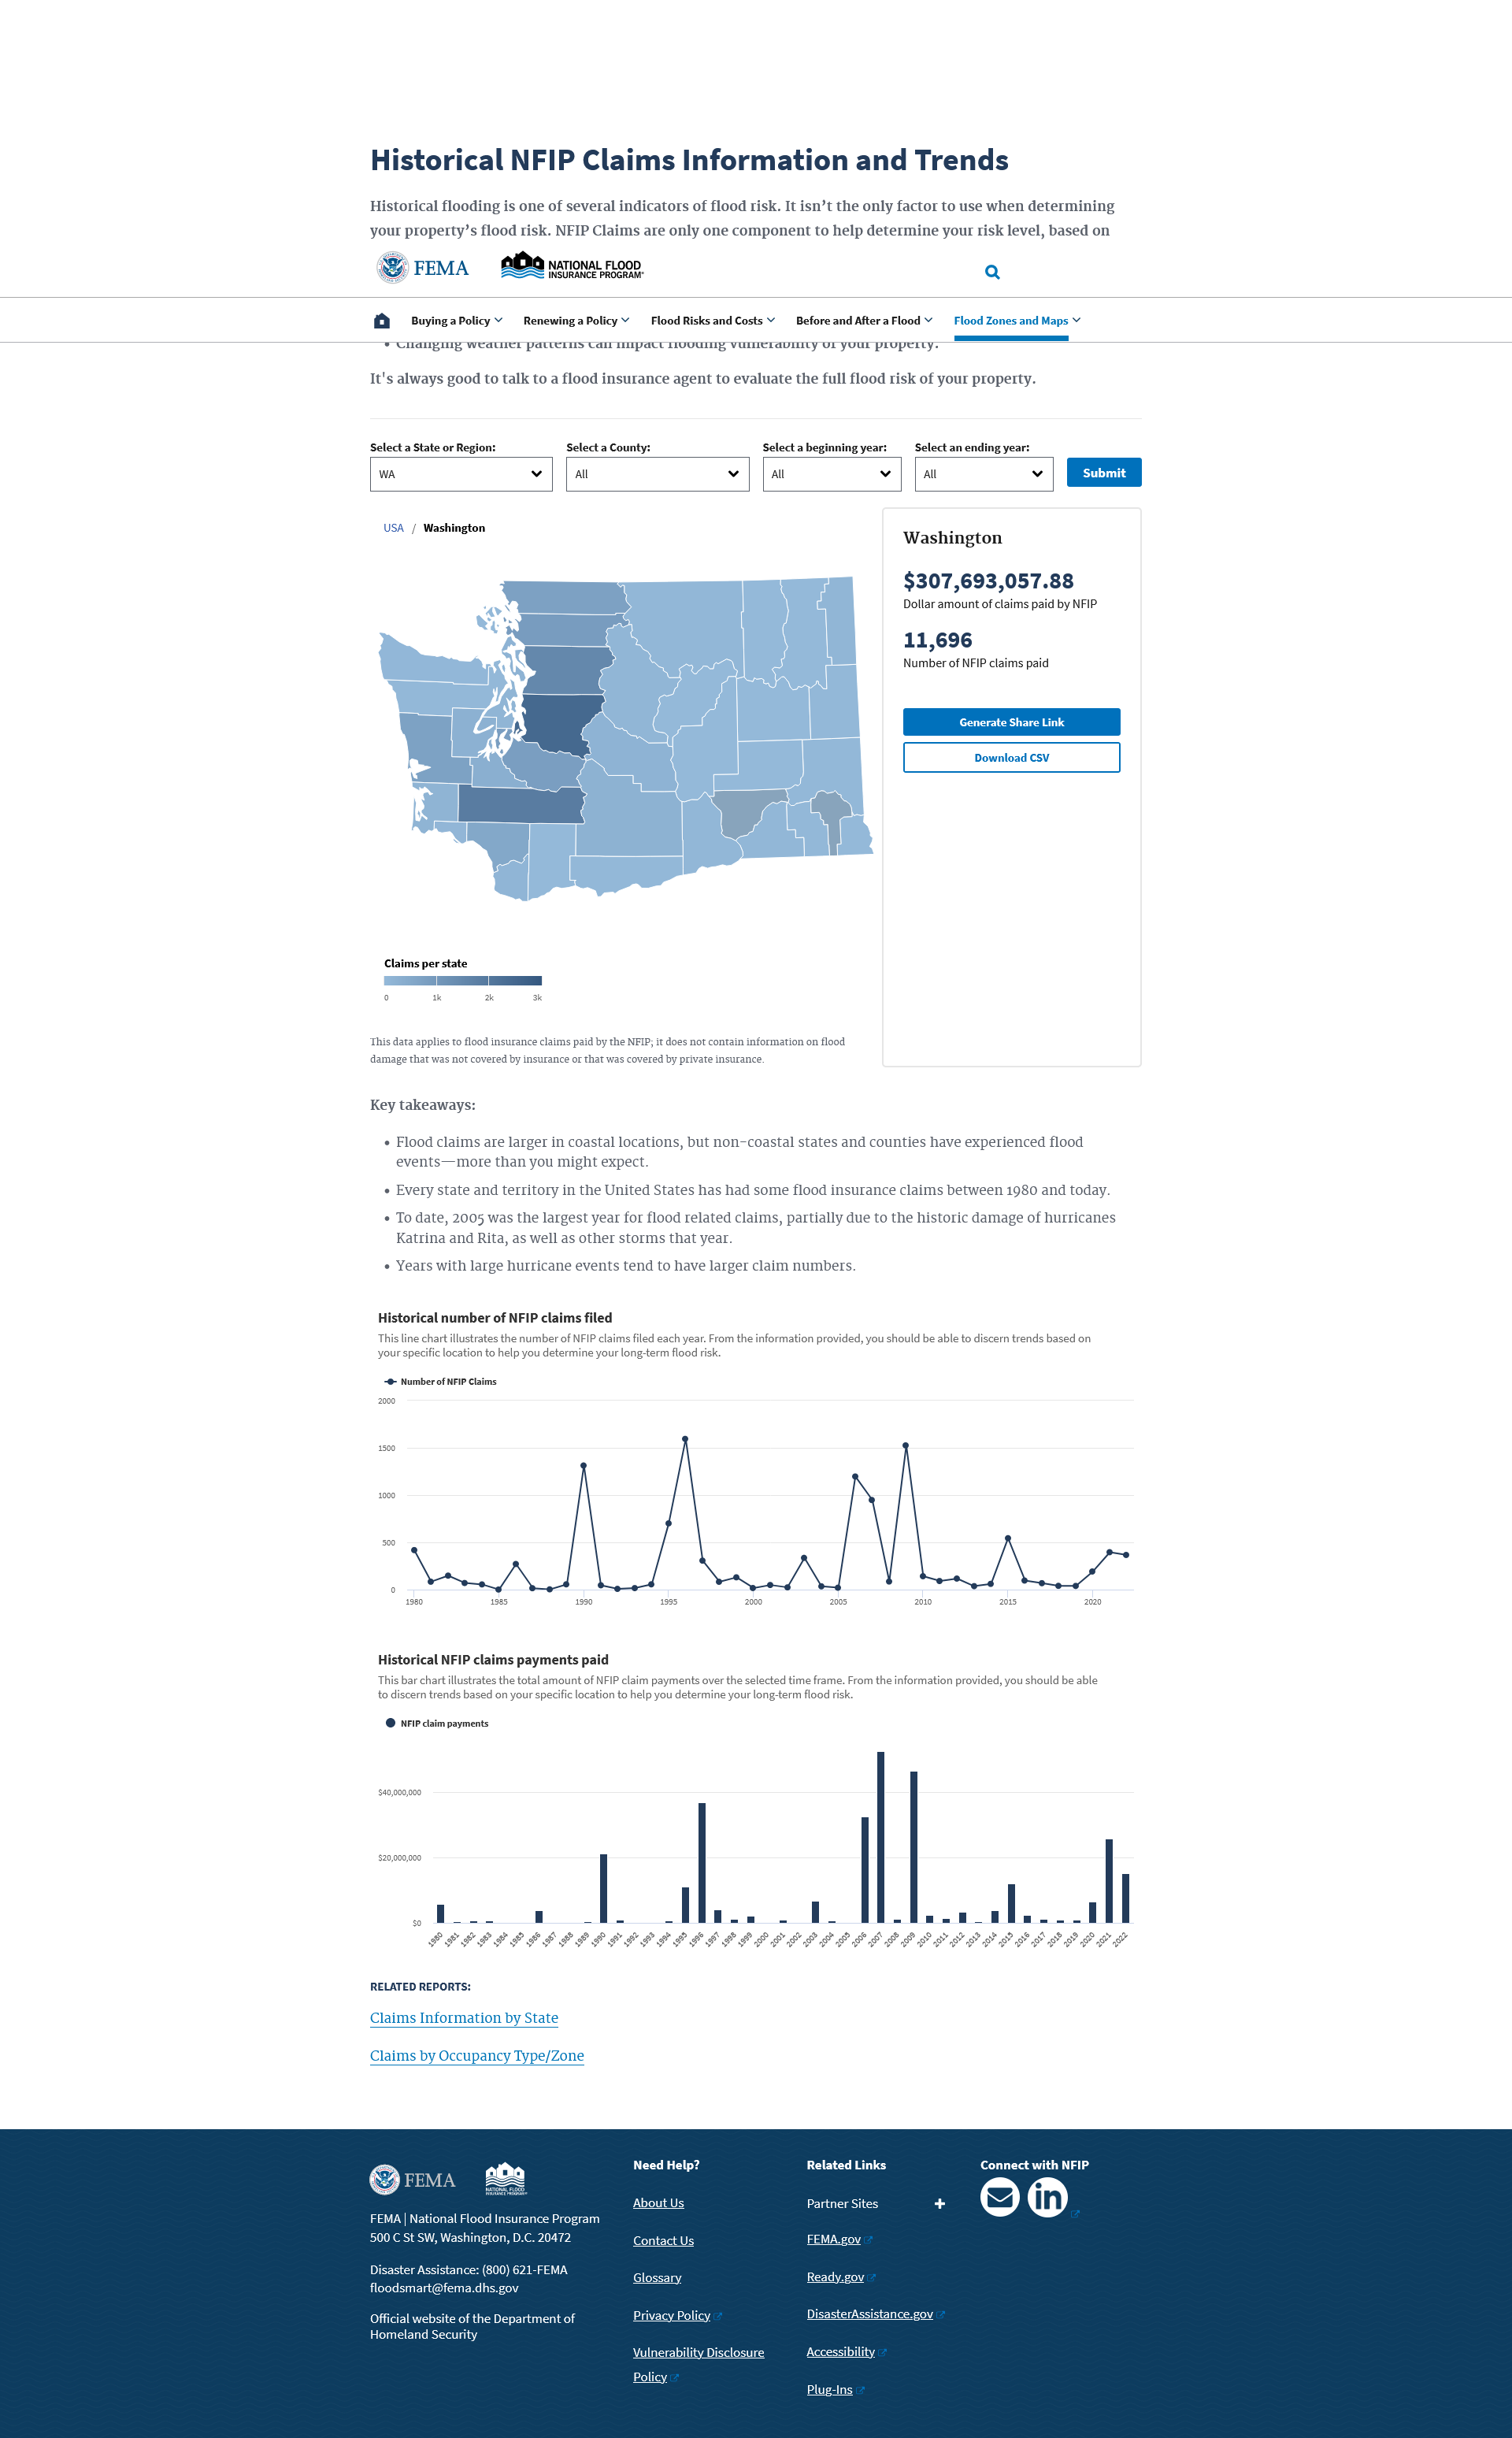 Historical NFIP Claims Information and Trends
Historical flooding is one of several indicators of flood risk. It isn’t the only factor to use when determining
your property’s flood risk. NFIP Claims are only one component to help determine your risk level, based on
FEMA
NATIONAL FLOOD
INSURANCE PROGRAM®
Buying a Policy
Renewing a Policy
Flood Risks and Costs
Before and After a Flood
Flood Zones and Maps
• Changing weather patterns can impact flooding vulnerability of your property.
It's always good to talk to a flood insurance agent to evaluate the full flood risk of your property.
Select a State or Region:
Select a County:
Select a beginning year:
Select an ending year:
WA
All
All
All
Submit
USA / Washington
Washington
$307,693,057.88
Dollar amount of claims paid by NFIP
11,696
Number of NFIP claims paid
Generate Share Link
Download CSV
Claims per state
0 1k 2k 3k
This data applies to flood insurance claims paid by the NFIP; it does not contain information on flood
damage that was not covered by insurance or that was covered by private insurance.
Key takeaways:
• Flood claims are larger in coastal locations, but non-coastal states and counties have experienced flood
events—more than you might expect.
• Every state and territory in the United States has had some flood insurance claims between 1980 and today.
• To date, 2005 was the largest year for flood related claims, partially due to the historic damage of hurricanes
Katrina and Rita, as well as other storms that year.
• Years with large hurricane events tend to have larger claim numbers.
Historical number of NFIP claims filed
This line chart illustrates the number of NFIP claims filed each year. From the information provided, you should be able to discern trends based on
your specific location to help you determine your long-term flood risk.
Number of NFIP Claims
2000
1500
1000
500
0
1980 1985 1990 1995 2000 2005 2010 2015 2020
Historical NFIP claims payments paid
This bar chart illustrates the total amount of NFIP claim payments over the selected time frame. From the information provided, you should be able
to discern trends based on your specific location to help you determine your long-term flood risk.
NFIP claim payments
$40,000,000
$20,000,000
$0
1980 1981 1982 1983 1984 1985 1986 1987 1988 1989 1990 1991 1992 1993 1994 1995 1996 1997 1998 1999 2000 2001 2002 2003 2004 2005 2006 2007 2008 2009 2010 2011 2012 2013 2014 2015 2016 2017 2018 2019 2020 2021 2022
RELATED REPORTS:
Claims Information by State
Claims by Occupancy Type/Zone
FEMA
NATIONAL FLOOD
INSURANCE PROGRAM®
FEMA | National Flood Insurance Program
500 C St SW, Washington, D.C. 20472
Disaster Assistance: (800) 621-FEMA
floodsmart@fema.dhs.gov
Official website of the Department of
Homeland Security
Need Help?
About Us
Contact Us
Glossary
Privacy Policy
Vulnerability Disclosure
Policy
Related Links
Partner Sites
FEMA.gov
Ready.gov
DisasterAssistance.gov
Accessibility
Plug-Ins
Connect with NFIP
in